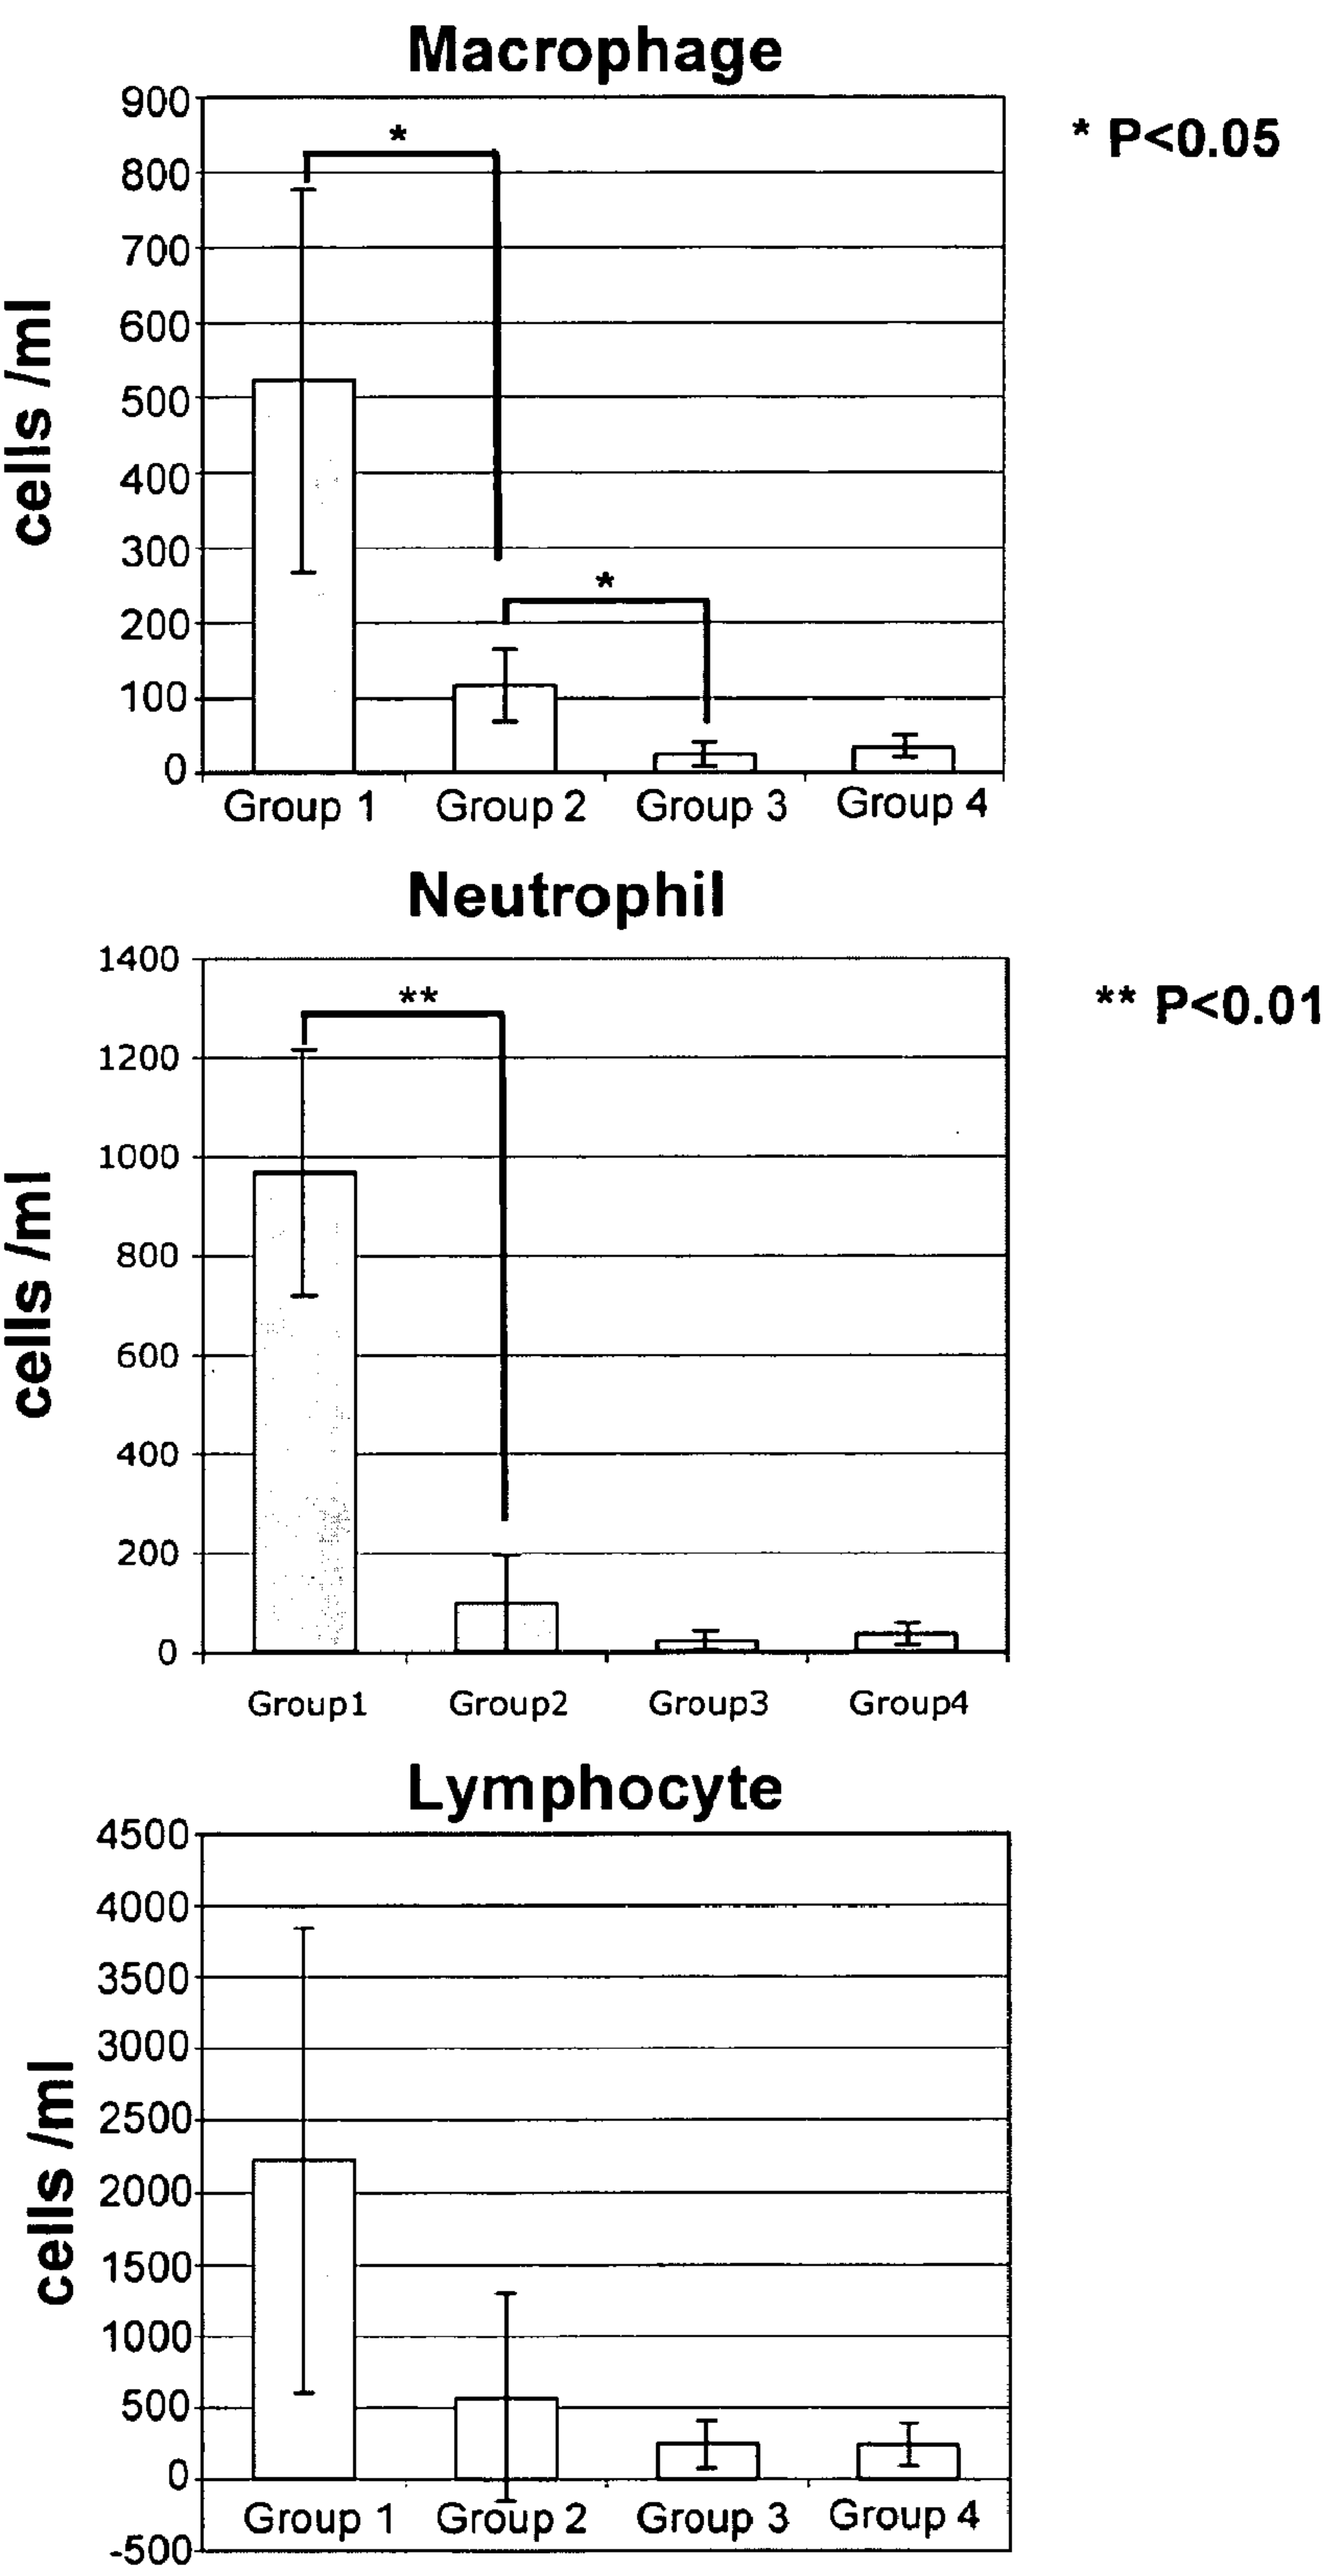 Macrophage
* P<0.05
cells /ml
900
800
700
600
500
400
300
200
100
0
*
*
Group 1 Group 2 Group 3 Group 4
Neutrophil
** P<0.01
cells /ml
1400
1200
1000
800
600
400
200
0
**
Group1 Group2 Group3 Group4
Lymphocyte
cells /ml
4500
4000
3500
3000
2500
2000
1500
1000
500
0
-500
Group 1 Group 2 Group 3 Group 4